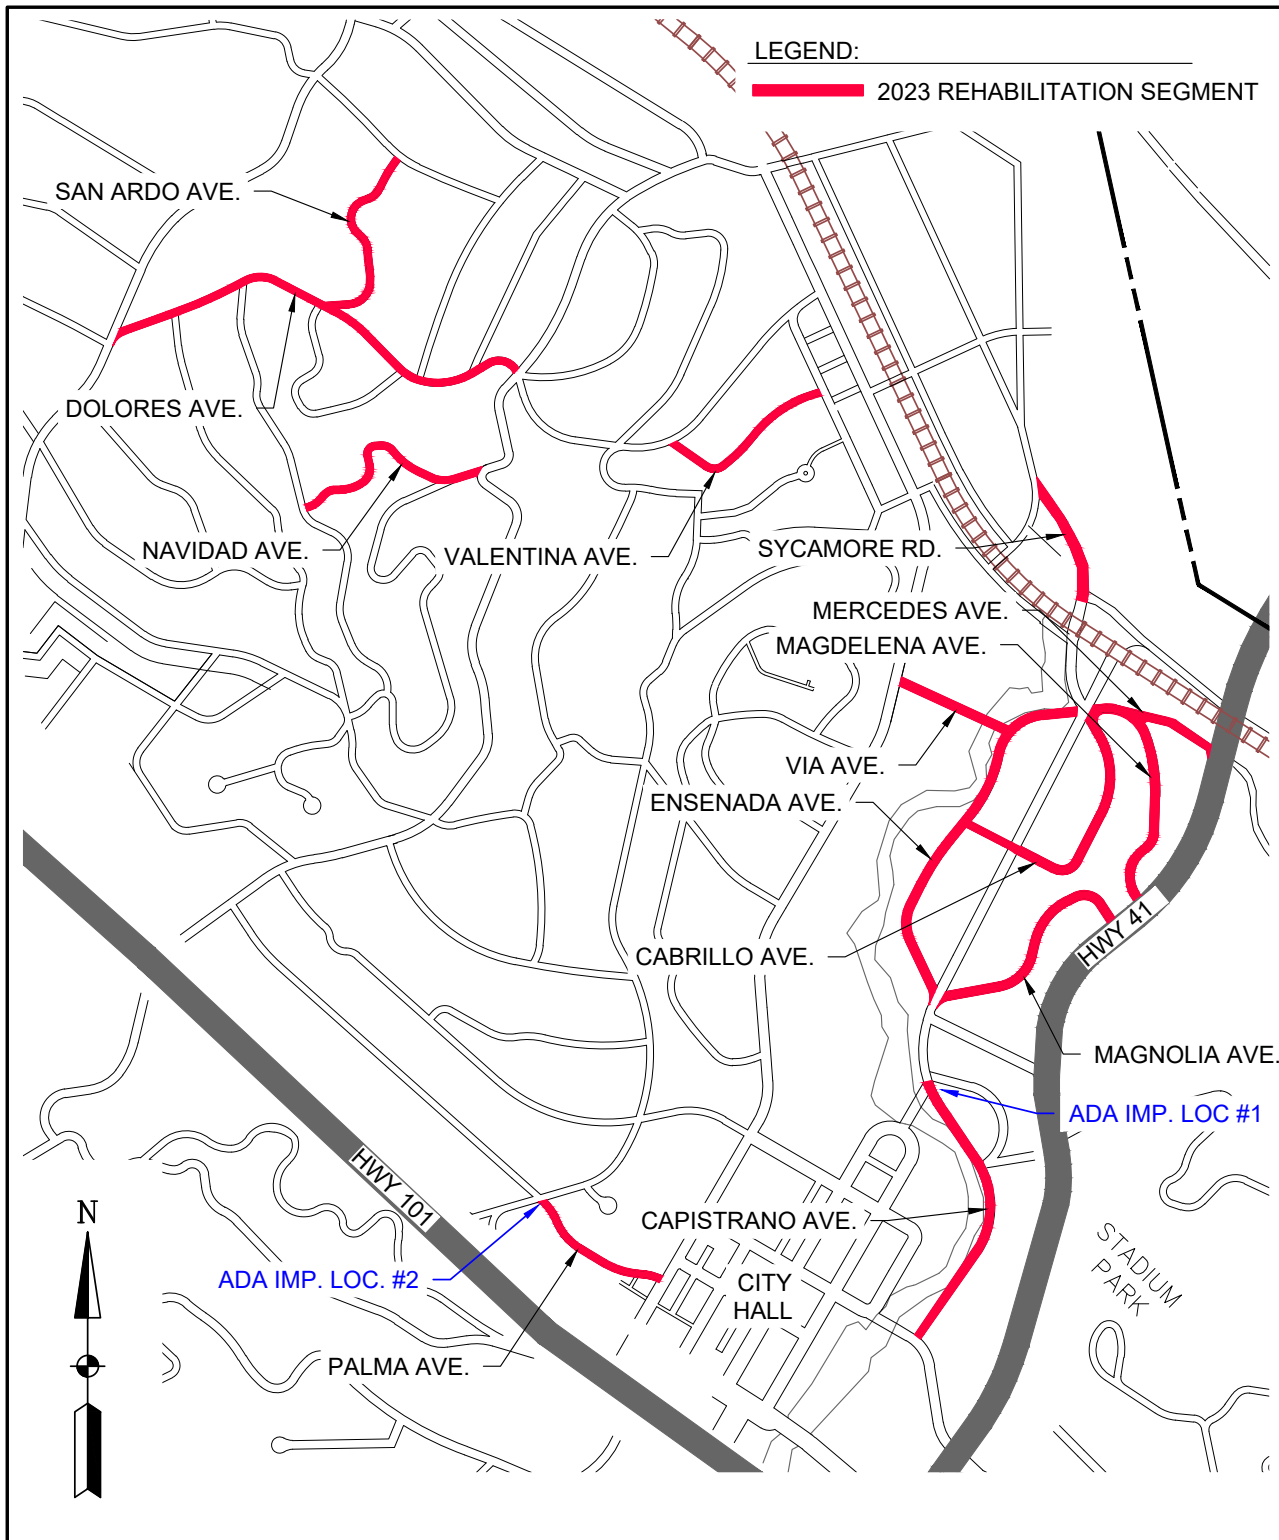 LEGEND:
2023 REHABILITATION SEGMENT
SAN ARDO AVE.
DOLORES AVE.
NAVIDAD AVE.
VALENTINA AVE.
SYCAMORE RD.
MERCEDES AVE.
MAGDELENA AVE.
VIA AVE.
ENSENADA AVE.
CABRILLO AVE.
HWY 41
MAGNOLIA AVE.
ADA IMP. LOC #1
HWY 101
N
CAPISTRANO AVE.
STADIUM
PARK
ADA IMP. LOC. #2
CITY
HALL
PALMA AVE.